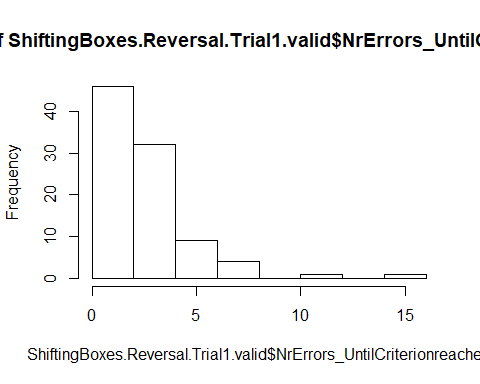 f ShiftingBoxes.Reversal.Trial1.valid$NrErrors_UntilC
Frequency
0 10 20 30 40
0 5 10 15
ShiftingBoxes.Reversal.Trial1.valid$NrErrors_UntilCriterionreache